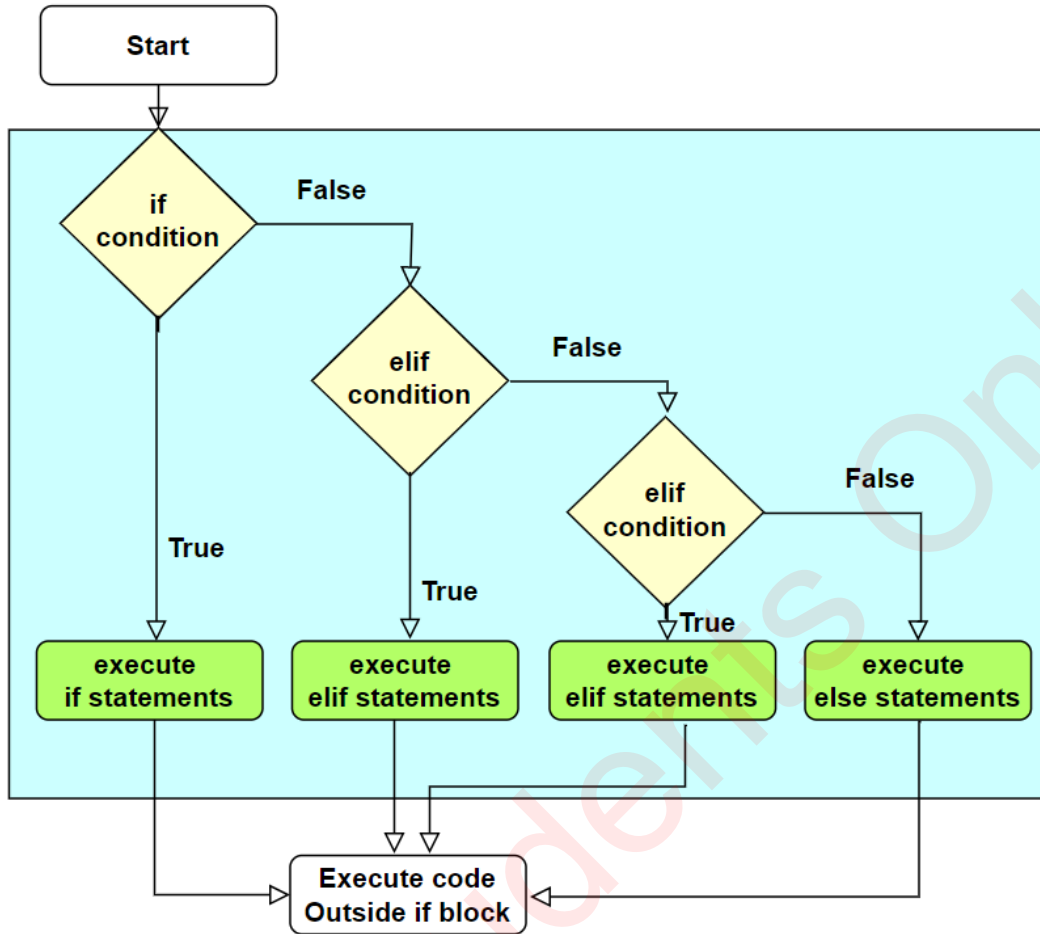 Start
if
condition
False
elif
condition
False
elif
condition
False
True
True
True
execute
if statements
execute
elif statements
execute
elif statements
execute
else statements
Execute code
Outside if block